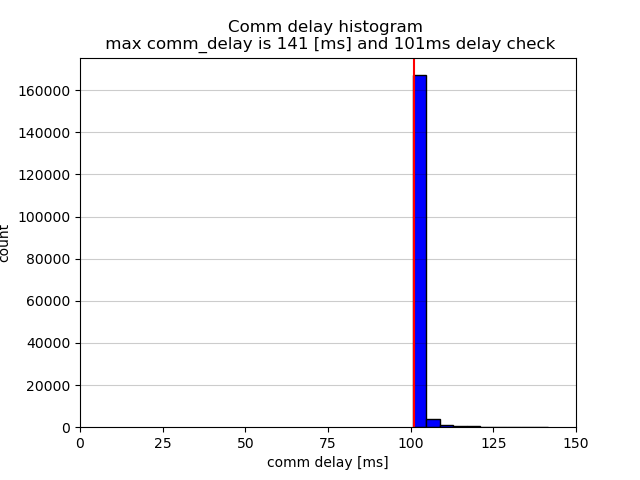 Comm delay histogram
max comm_delay is 141 [ms] and 101ms delay check
160000
140000
120000
100000
80000
60000
40000
20000
0
count
0 25 50 75 100 125 150
comm delay [ms]